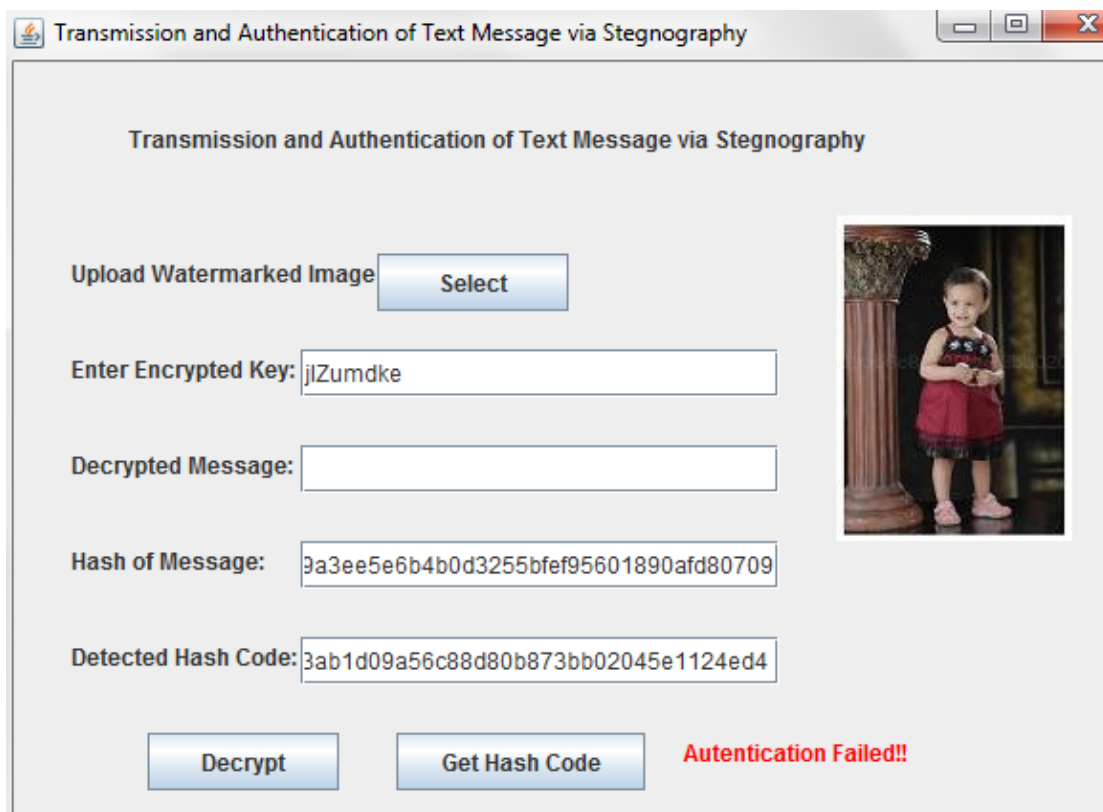 Transmission and Authentication of Text Message via Stegnography
Transmission and Authentication of Text Message via Stegnography
Upload Watermarked Image Select
Enter Encrypted Key: jlZumdke
Decrypted Message:
Hash of Message: 9a3ee5e6b4b0d3255bfef95601890afd80709
Detected Hash Code: 3ab1d09a56c88d80b873bb02045e1124ed4
Decrypt Get Hash Code Autentication Failed!!